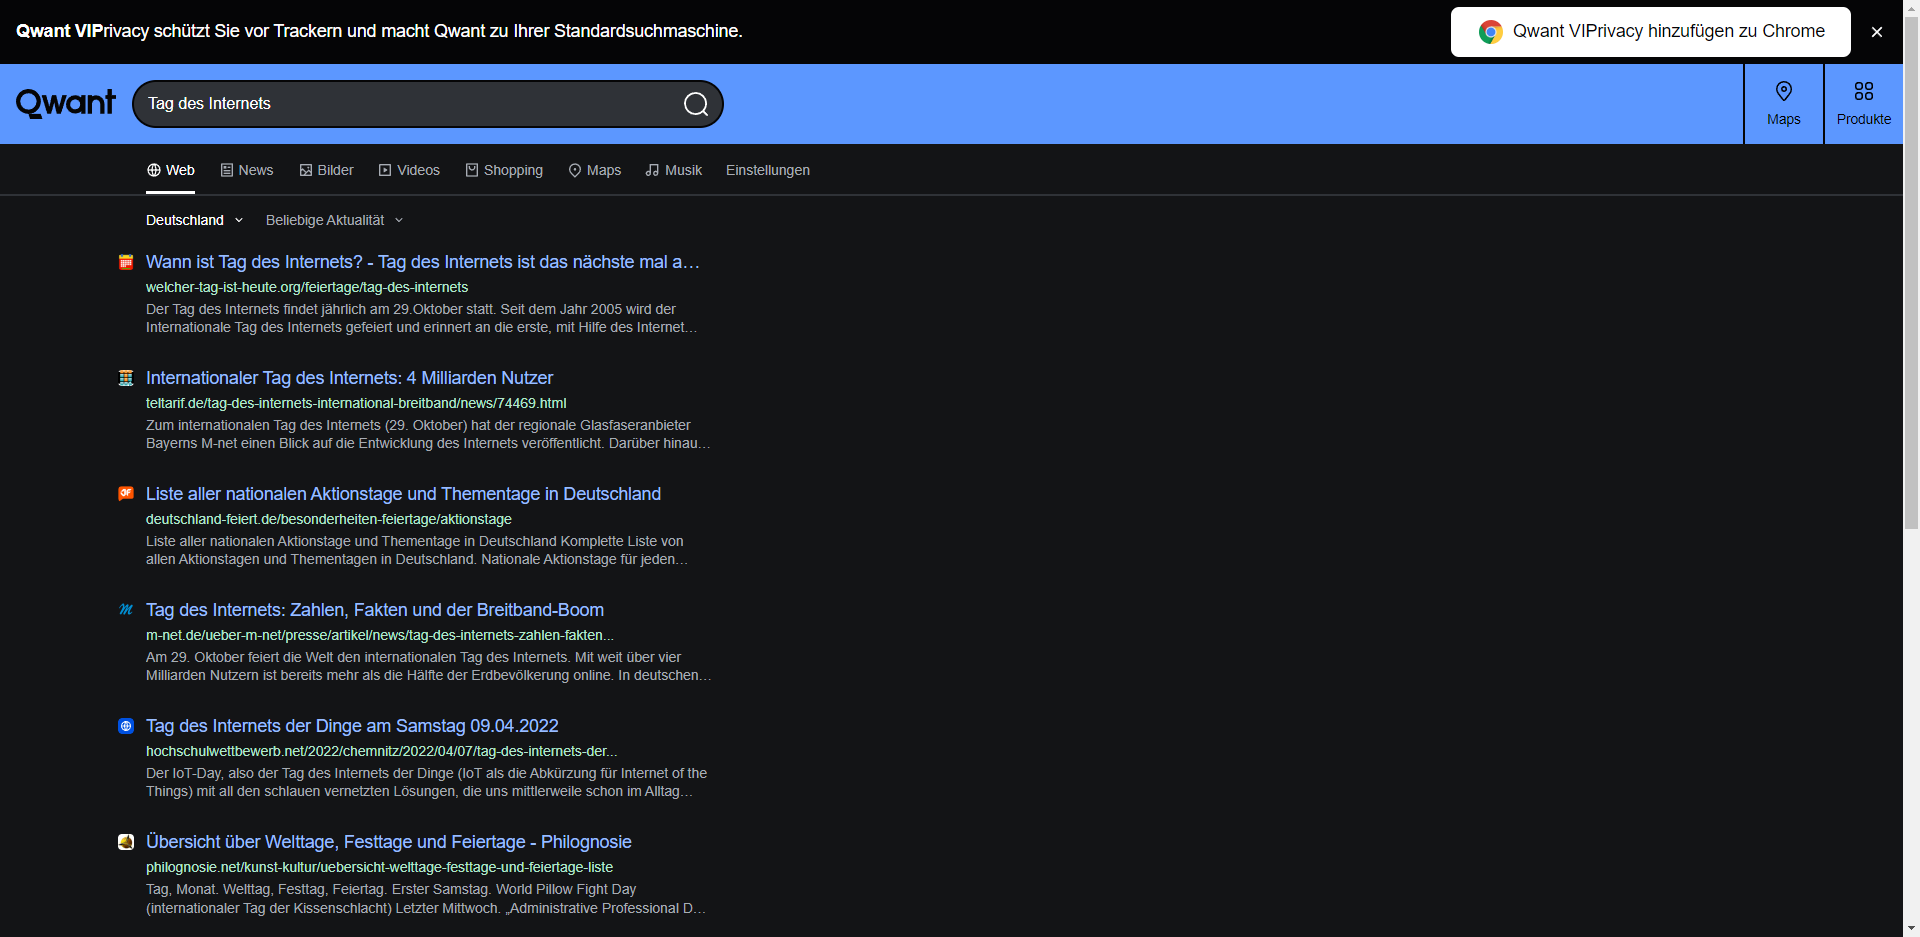 Qwant VIPrivacy schützt Sie vor Trackern und macht Qwant zu Ihrer Standardsuchmaschine.
Qwant VIPrivacy hinzufügen zu Chrome
Qwant
Tag des Internets
Maps
Produkte
Web
News
Bilder
Videos
Shopping
Maps
Musik
Einstellungen
Deutschland
Beliebige Aktualität
Wann ist Tag des Internets? - Tag des Internets ist das nächste mal a…
welcher-tag-ist-heute.org/feiertage/tag-des-internets
Der Tag des Internets findet jährlich am 29.Oktober statt. Seit dem Jahr 2005 wird der
Internationale Tag des Internets gefeiert und erinnert an die erste, mit Hilfe des Internet…
Internationaler Tag des Internets: 4 Milliarden Nutzer
teltarif.de/tag-des-internets-international-breitband/news/74469.html
Zum internationalen Tag des Internets (29. Oktober) hat der regionale Glasfaseranbieter
Bayerns M-net einen Blick auf die Entwicklung des Internets veröffentlicht. Darüber hinau…
Liste aller nationalen Aktionstage und Thementage in Deutschland
deutschland-feiert.de/besonderheiten-feiertage/aktionstage
Liste aller nationalen Aktionstage und Thementage in Deutschland Komplette Liste von
allen Aktionstagen und Thementagen in Deutschland. Nationale Aktionstage für jeden…
Tag des Internets: Zahlen, Fakten und der Breitband-Boom
m-net.de/ueber-m-net/presse/artikel/news/tag-des-internets-zahlen-fakten...
Am 29. Oktober feiert die Welt den internationalen Tag des Internets. Mit weit über vier
Milliarden Nutzern ist bereits mehr als die Hälfte der Erdbevölkerung online. In deutschen…
Tag des Internets der Dinge am Samstag 09.04.2022
hochschulwettbewerb.net/2022/chemnitz/2022/04/07/tag-des-internets-der...
Der IoT-Day, also der Tag des Internets der Dinge (IoT als die Abkürzung für Internet of the
Things) mit all den schlauen vernetzten Lösungen, die uns mittlerweile schon im Alltag…
Übersicht über Welttage, Festtage und Feiertage - Philognosie
philognosie.net/kunst-kultur/uebersicht-welttage-festtage-und-feiertage-liste
Tag, Monat. Welttag, Festtag, Feiertag. Erster Samstag. World Pillow Fight Day
(internationaler Tag der Kissenschlacht) Letzter Mittwoch. „Administrative Professional D…